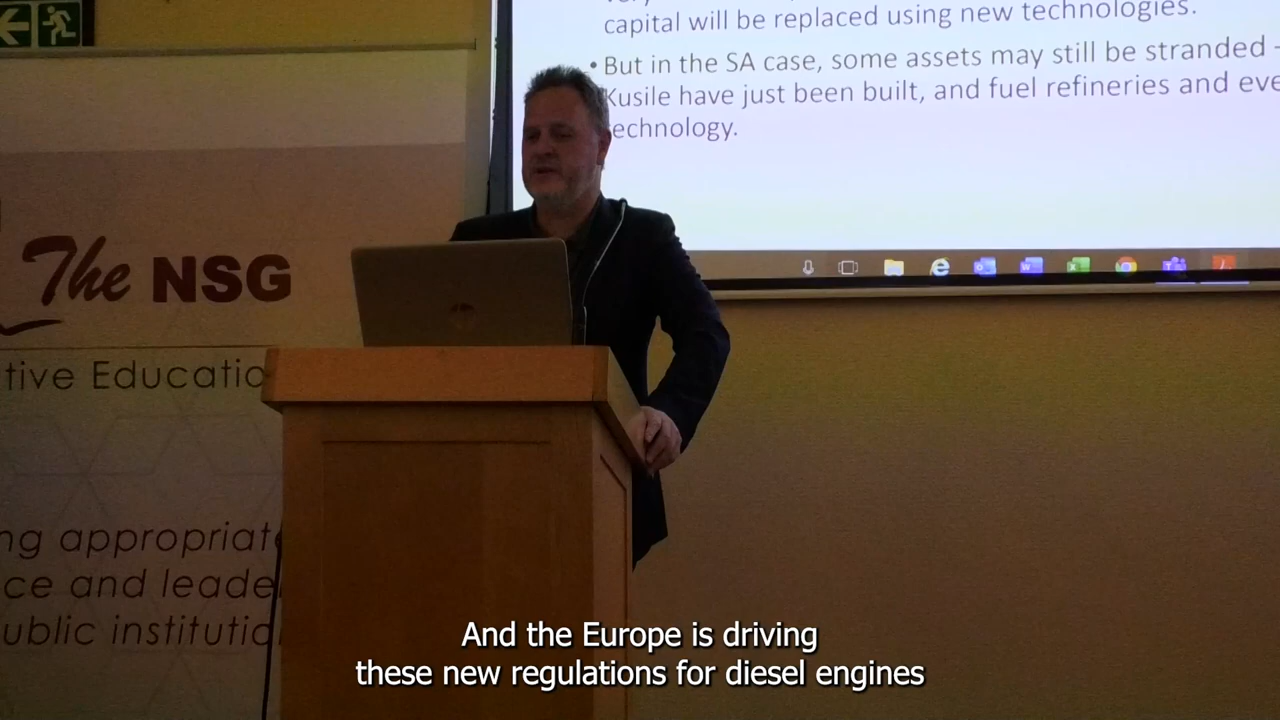 capital will be replaced using new technologies.
• But in the SA case, some assets may still be stranded -
Kusile have just been built, and fuel refineries and eve
echnology.
The NSG
tive Educatio
ng appropriat
ce and leade
ublic institutio
And the Europe is driving
these new regulations for diesel engines